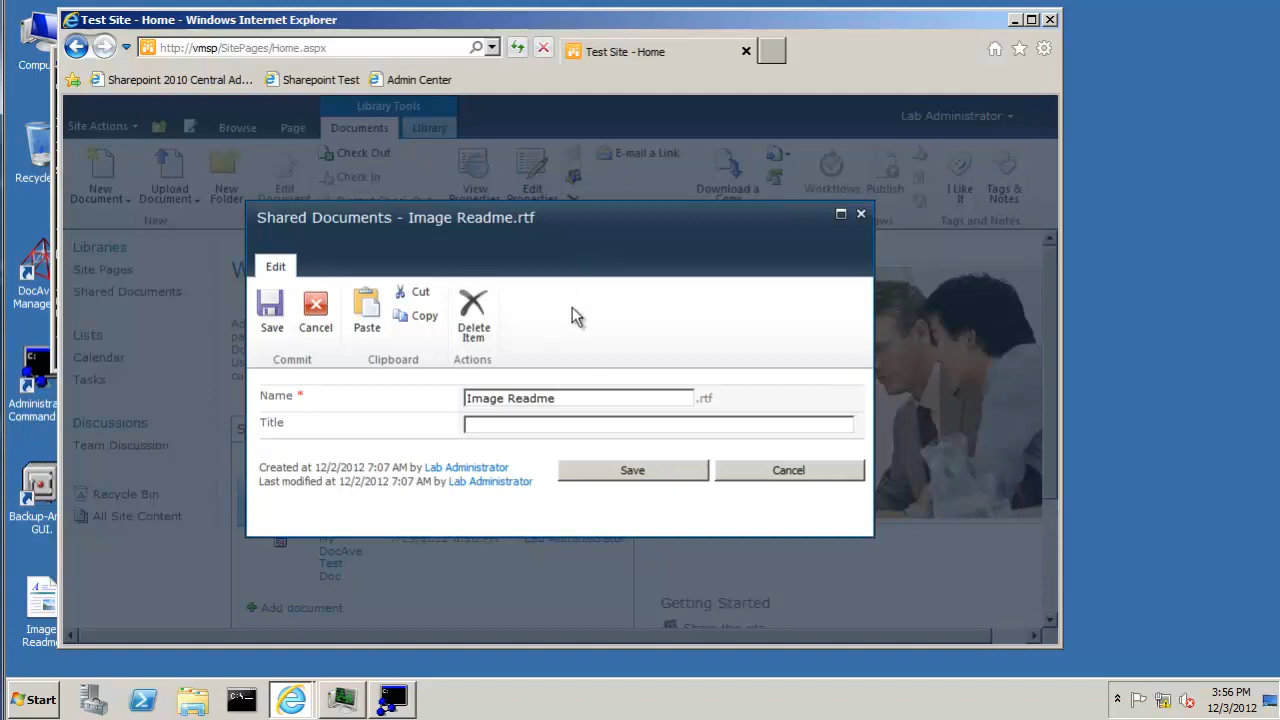 Test Site - Home - Windows Internet Explorer
http://vmsp/SitePages/Home.aspx
Test Site - Home
Sharepoint 2010 Central Ad...
Sharepoint Test
Admin Center
Library Tools
Site Actions
Browse
Page
Documents
Library
Lab Administrator
New
Document
Upload
Document
New
Folder
Edit
Document
Check Out
Check In
View
Properties
Edit
Properties
E-mail a Link
Download a
Copy
Workflows
Publish
I Like
It
Tags &
Notes
New
Tags and Notes
Libraries
Site Pages
Shared Documents
Lists
Calendar
Tasks
Discussions
Team Discussion
Recycle Bin
All Site Content
Shared Documents - Image Readme.rtf
Edit
Save
Cancel
Paste
Cut
Copy
Delete
Item
Commit
Clipboard
Actions
Name *
Image Readme
.rtf
Title
Created at 12/2/2012 7:07 AM by Lab Administrator
Last modified at 12/2/2012 7:07 AM by Lab Administrator
Save
Cancel
My
DocAve
Test
Doc
Add document
Getting Started
Compu
Recycle
DocAv
Manage
Administra
Command
Backup-Ar
GUI.
Image
Readm
Start
3:56 PM
12/3/2012